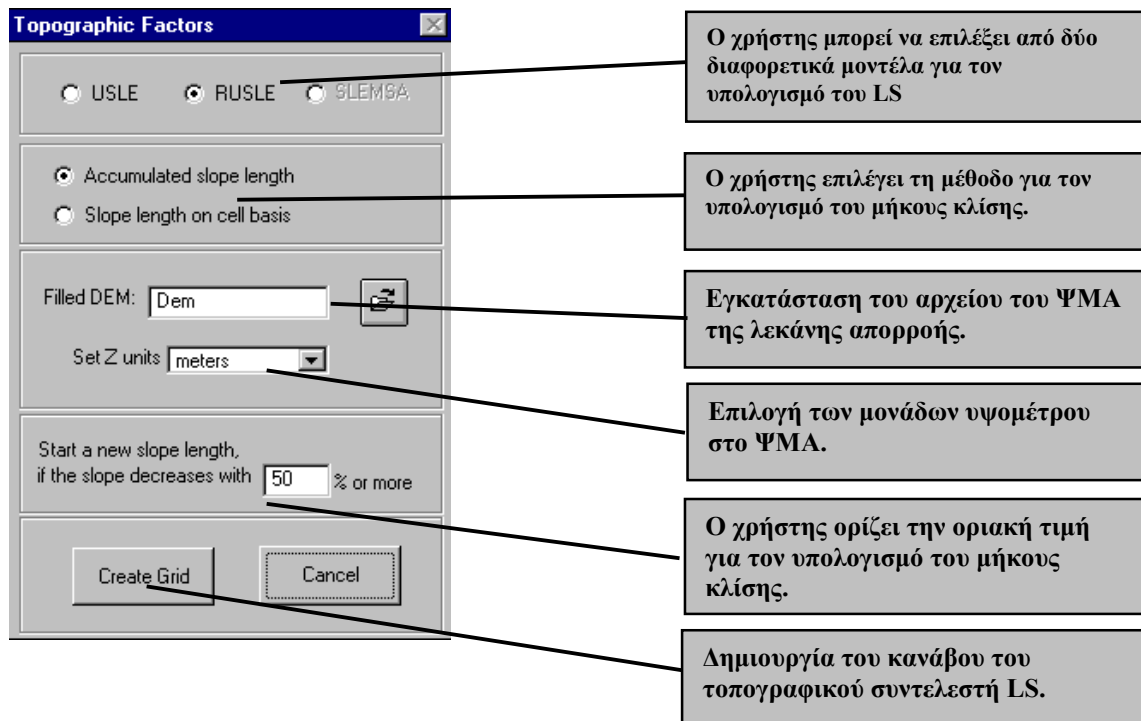 Topographic Factors
USLE RUSLE SLEMSA
Accumulated slope length
Slope length on cell basis
Filled DEM: Dem
Set Z units meters
Start a new slope length,
if the slope decreases with 50 % or more
Create Grid Cancel
Ο χρήστης μπορεί να επιλέξει από δύο
διαφορετικά μοντέλα για τον
υπολογισμό του LS
Ο χρήστης επιλέγει τη μέθοδο για τον
υπολογισμό του μήκους κλίσης.
Εγκατάσταση του αρχείου του ΨΜΑ
της λεκάνης απορροής.
Επιλογή των μονάδων υψομέτρου
στο ΨΜΑ.
Ο χρήστης ορίζει την οριακή τιμή
για τον υπολογισμό του μήκους
κλίσης.
Δημιουργία του κανάβου του
τοπογραφικού συντελεστή LS.